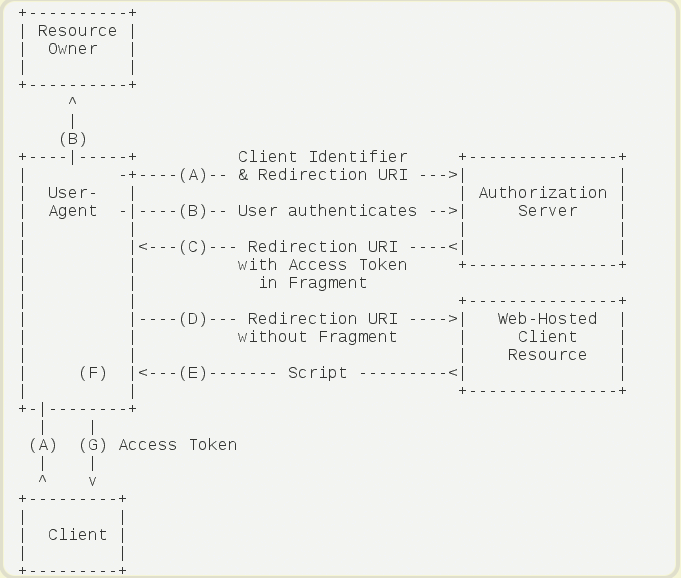 +----------+
| Resource |
|  Owner   |
|          |
+----------+
     ^
     |
    (B)
+----|-----+          Client Identifier     +---------------+
|         -+----(A)-- & Redirection URI --->|               |
|  User-   |                                | Authorization |
|  Agent  -|----(B)-- User authenticates -->|     Server    |
|          |                                |               |
|          |<---(C)--- Redirection URI ----<|               |
|          |          with Access Token     +---------------+
|          |            in Fragment
|          |                                +---------------+
|          |----(D)--- Redirection URI ---->|   Web-Hosted  |
|          |          without Fragment      |     Client    |
|          |                                |    Resource   |
|     (F)  |<---(E)------- Script ---------<|               |
|          |                                +---------------+
+-|--------+
  |    |
 (A)  (G) Access Token
  |    |
  ^    v
+---------+
|         |
|  Client |
|         |
+---------+